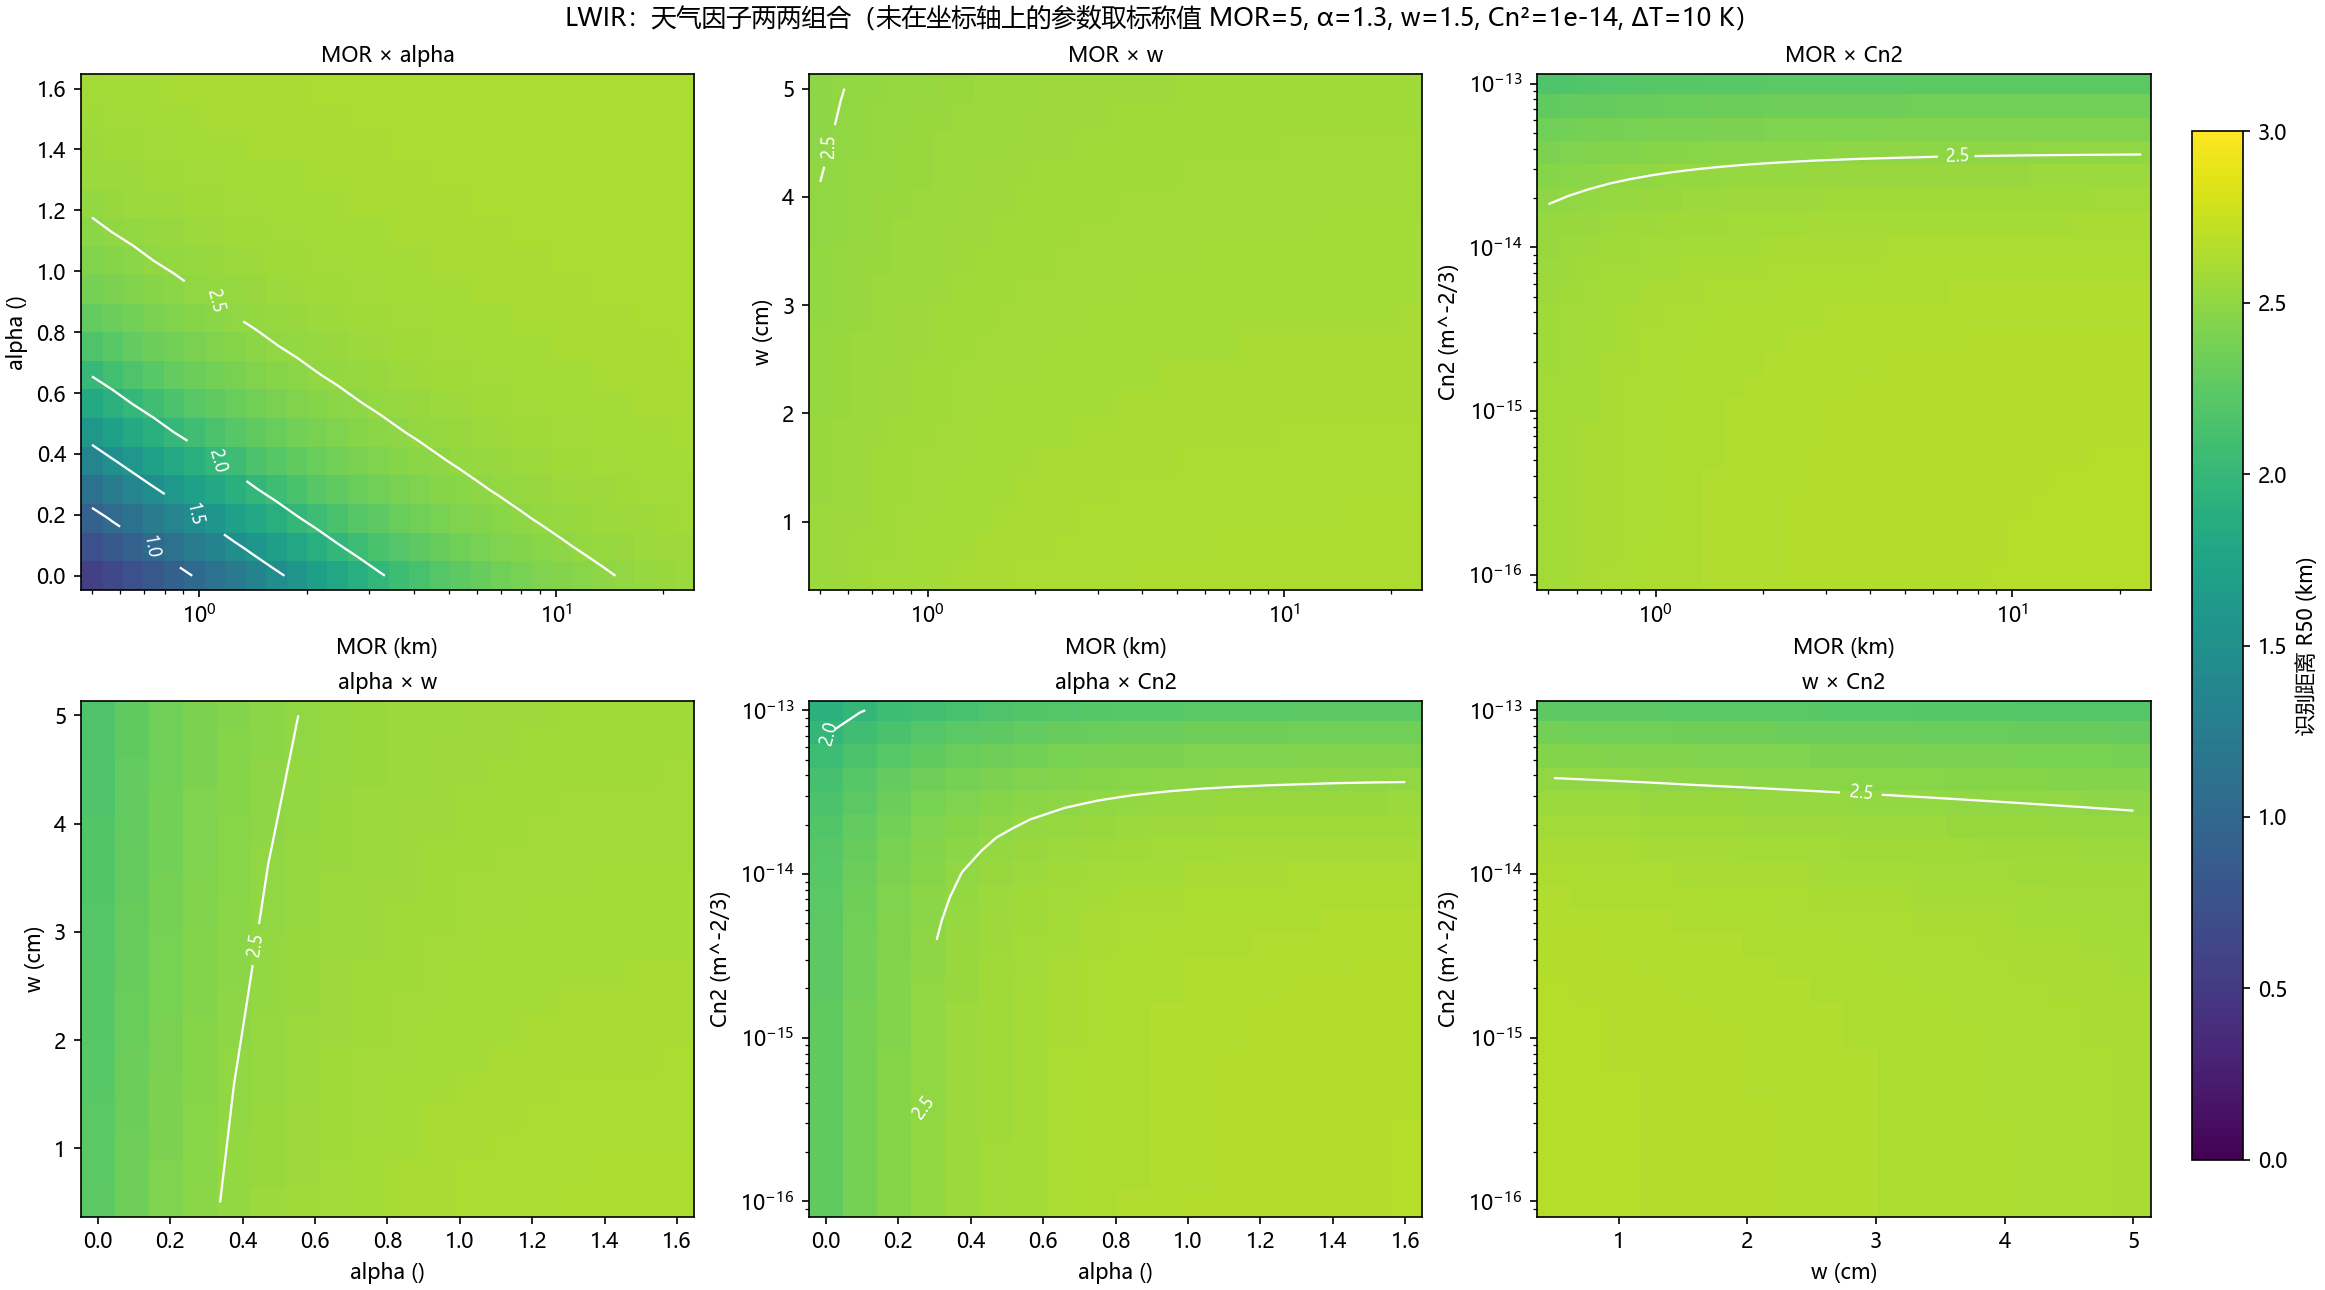 LWIR：天气因子两两组合（未在坐标轴上的参数取标称值 MOR=5, α=1.3, w=1.5, Cn²=1e-14, ΔT=10 K）
MOR × alpha
1.6
1.4
1.2
1.0
0.8
0.6
0.4
0.2
0.0
alpha ()
2.5
2.0
1.5
1.0
10⁰
10¹
MOR (km)
MOR × w
5
4
3
2
1
w (cm)
2.5
10⁰
10¹
MOR (km)
MOR × Cn2
10⁻¹³
10⁻¹⁴
10⁻¹⁵
10⁻¹⁶
Cn2 (m^-2/3)
2.5
10⁰
10¹
MOR (km)
alpha × w
5
4
3
2
1
w (cm)
2.5
0.0 0.2 0.4 0.6 0.8 1.0 1.2 1.4 1.6
alpha ()
alpha × Cn2
10⁻¹³
10⁻¹⁴
10⁻¹⁵
10⁻¹⁶
Cn2 (m^-2/3)
2.0
2.5
0.0 0.2 0.4 0.6 0.8 1.0 1.2 1.4 1.6
alpha ()
w × Cn2
10⁻¹³
10⁻¹⁴
10⁻¹⁵
10⁻¹⁶
Cn2 (m^-2/3)
2.5
1 2 3 4 5
w (cm)
3.0
2.5
2.0
1.5
1.0
0.5
0.0
识别距离 R50 (km)